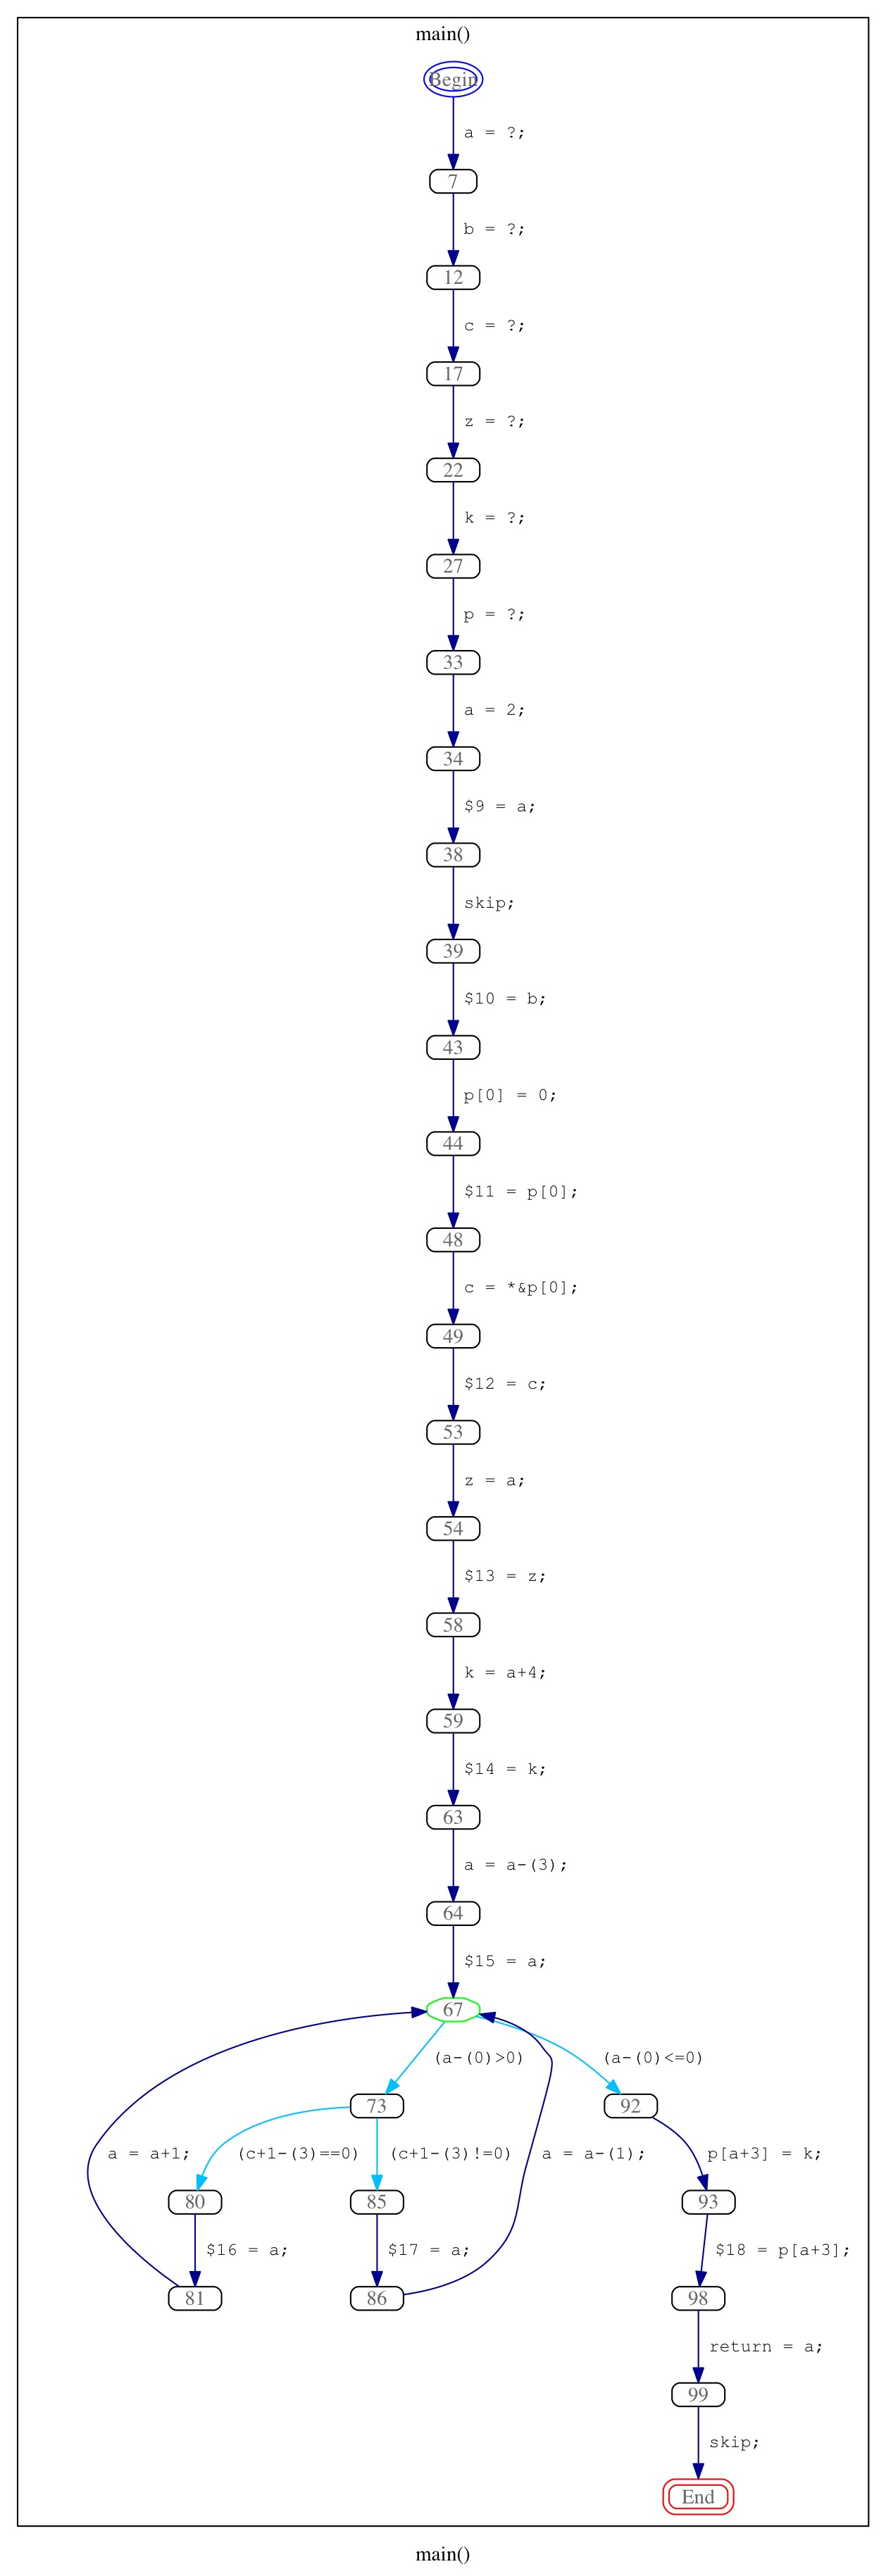 main()
Begin
a = ?;
7
b = ?;
12
c = ?;
17
z = ?;
22
k = ?;
27
p = ?;
33
a = 2;
34
$9 = a;
38
skip;
39
$10 = b;
43
p[0] = 0;
44
$11 = p[0];
48
c = *&p[0];
49
$12 = c;
53
z = a;
54
$13 = z;
58
k = a+4;
59
$14 = k;
63
a = a-(3);
64
$15 = a;
67
(a-(0)>0)
(a-(0)<=0)
73
92
a = a+1;
(c+1-(3)==0)
(c+1-(3)!=0)
a = a-(1);
p[a+3] = k;
80
85
93
$16 = a;
$17 = a;
$18 = p[a+3];
81
86
98
return = a;
99
skip;
End
main()